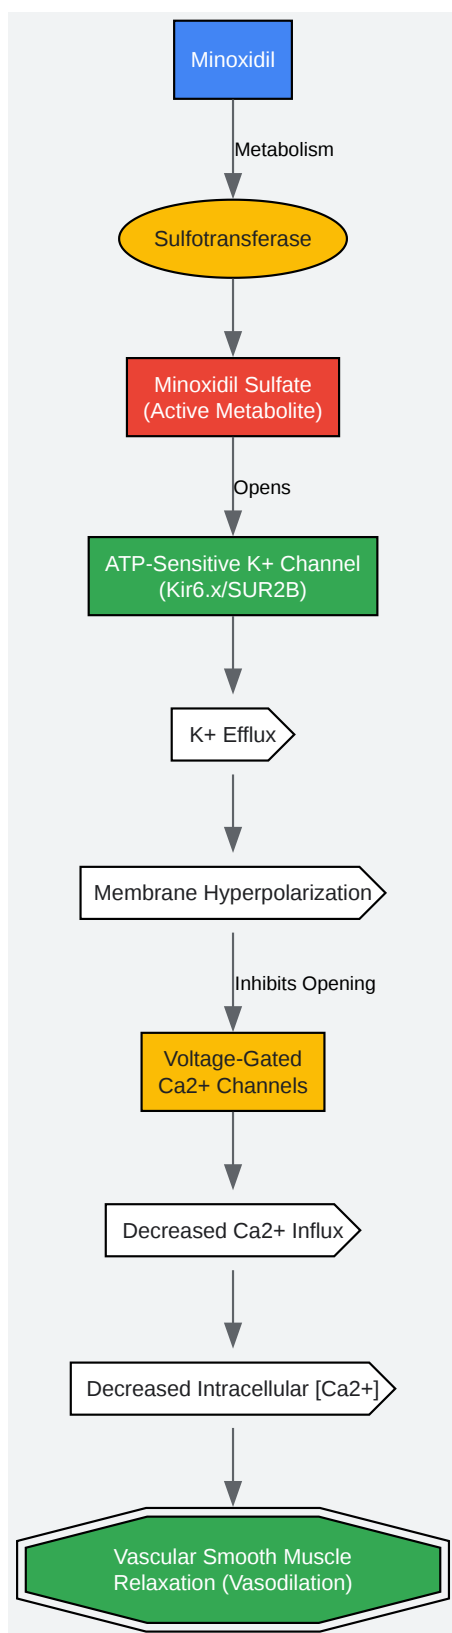 Minoxidil
Metabolism
Sulfotransferase
Minoxidil Sulfate
(Active Metabolite)
Opens
ATP-Sensitive K+ Channel
(Kir6.x/SUR2B)
K+ Efflux
Membrane Hyperpolarization
Inhibits Opening
Voltage-Gated
Ca2+ Channels
Decreased Ca2+ Influx
Decreased Intracellular [Ca2+]
Vascular Smooth Muscle
Relaxation (Vasodilation)